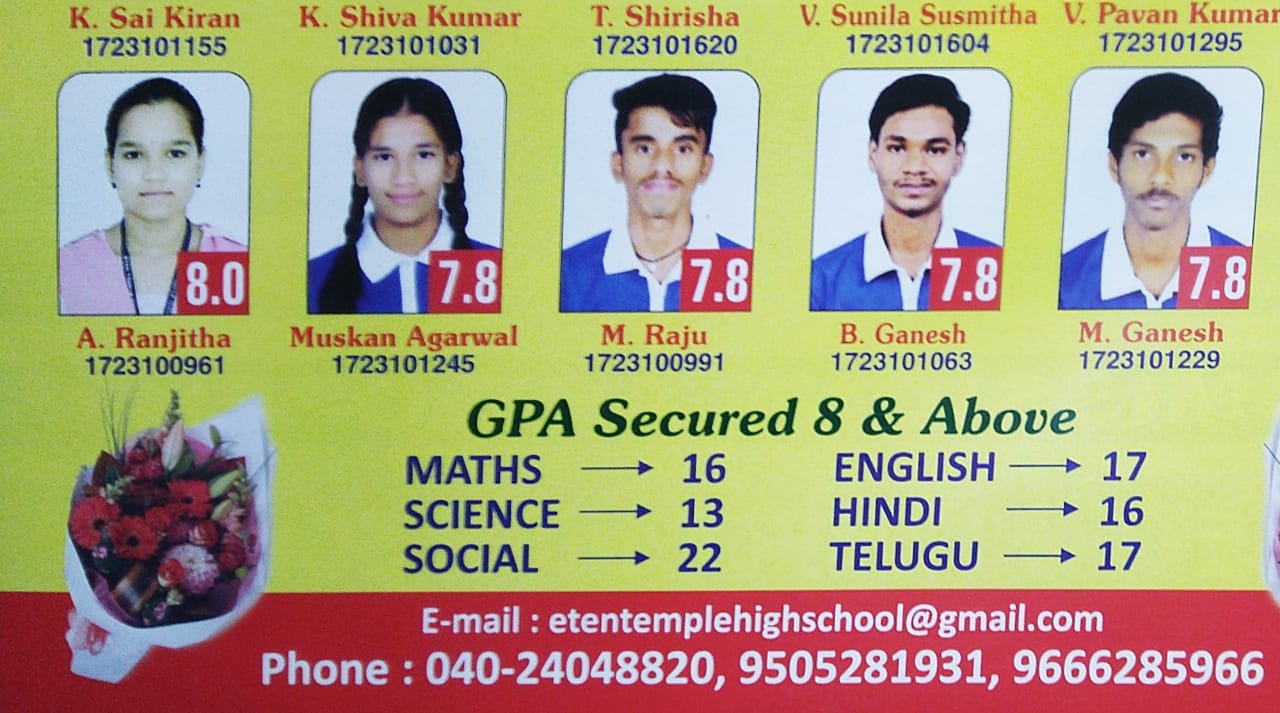 K. Sai Kiran K. Shiva Kumar T. Shirisha V. Sunila Susmitha V. Pavan Kumar
1723101155 1723101031 1723101620 1723101604 1723101295
8.0 7.8 7.8 7.8 7.8
A. Ranjitha Muskan Agarwal M. Raju B. Ganesh M. Ganesh
1723100961 1723101245 1723100991 1723101063 1723101229
GPA Secured 8 & Above
MATHS → 16 ENGLISH → 17
SCIENCE → 13 HINDI → 16
SOCIAL → 22 TELUGU → 17
E-mail : etentemplehighschool@gmail.com
Phone : 040-24048820, 9505281931, 9666285966